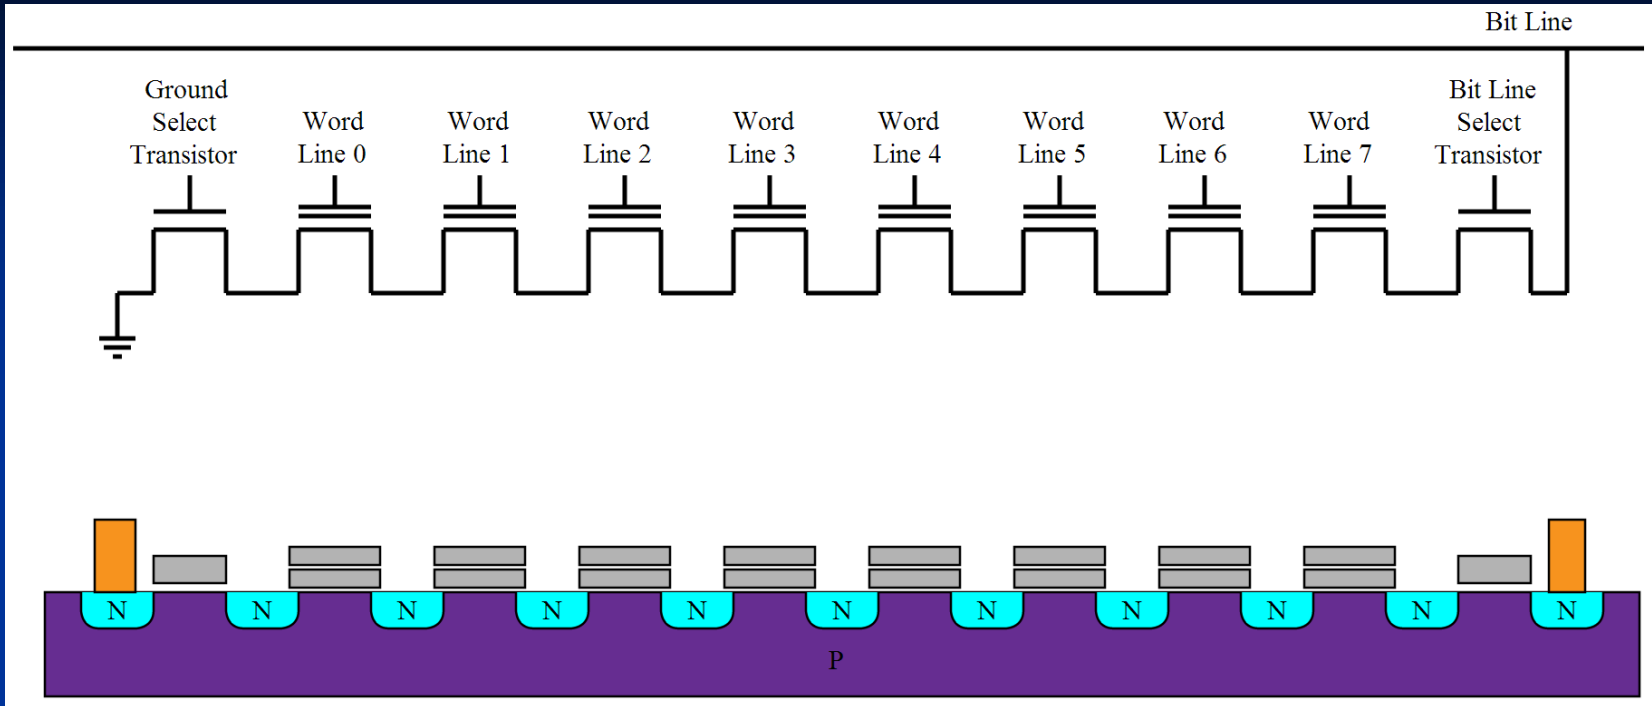 Bit Line
Ground
Select
Transistor
Word
Line 0
Word
Line 1
Word
Line 2
Word
Line 3
Word
Line 4
Word
Line 5
Word
Line 6
Word
Line 7
Bit Line
Select
Transistor
N
N
N
N
N
N
N
N
N
N
N
P